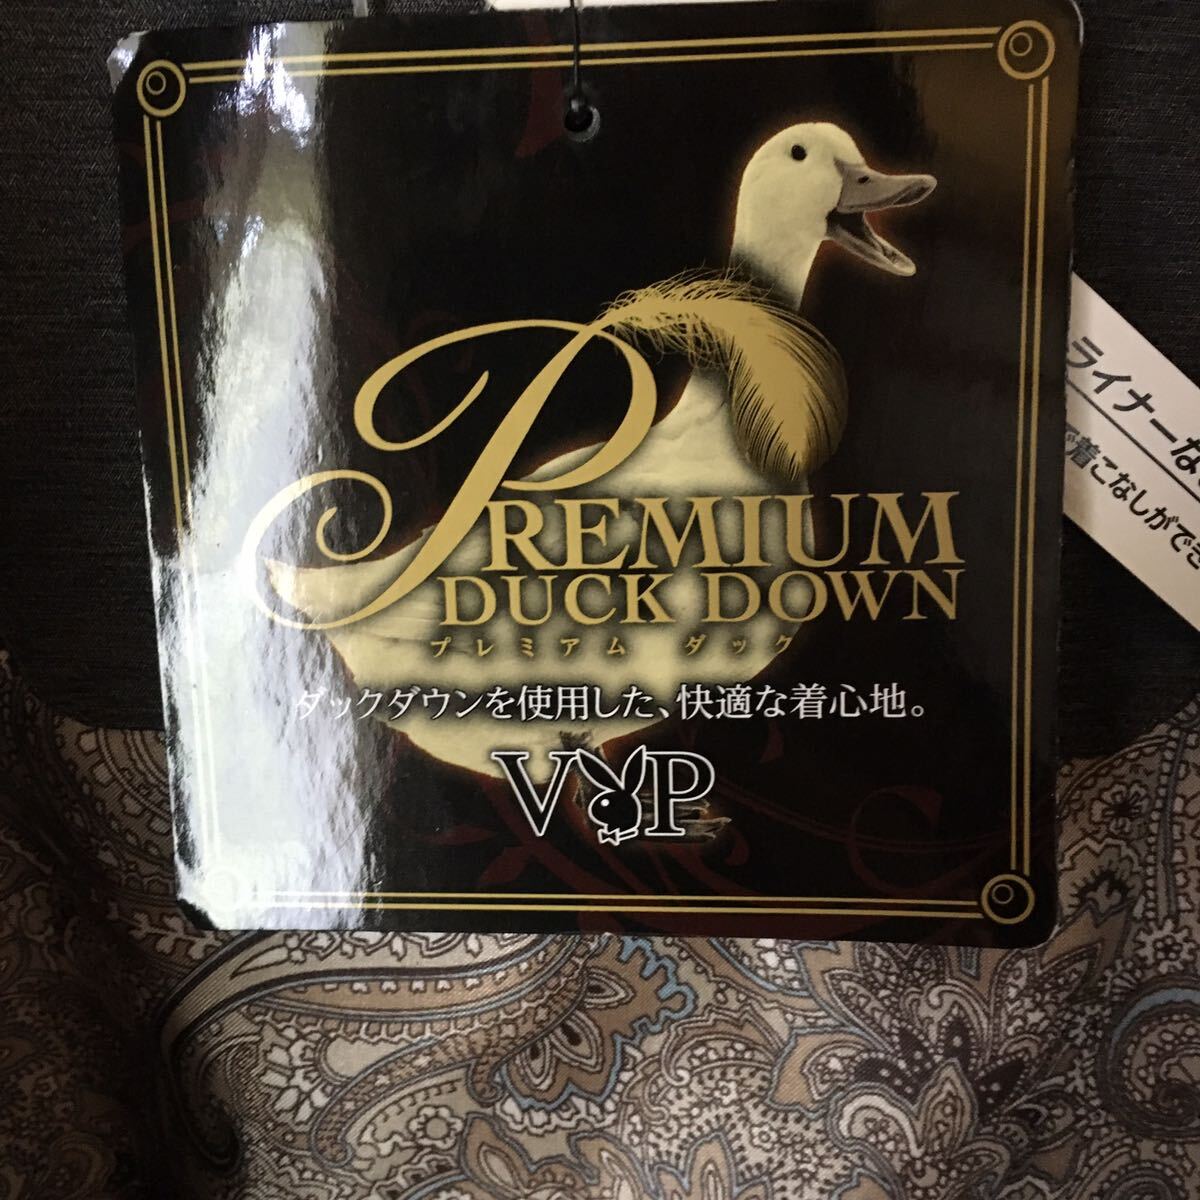 PREMIUM
DUCK DOWN
プレミアム ダック
ダックダウンを使用した、快適な着心地。
VIP
ライナーな
で着こなしができ